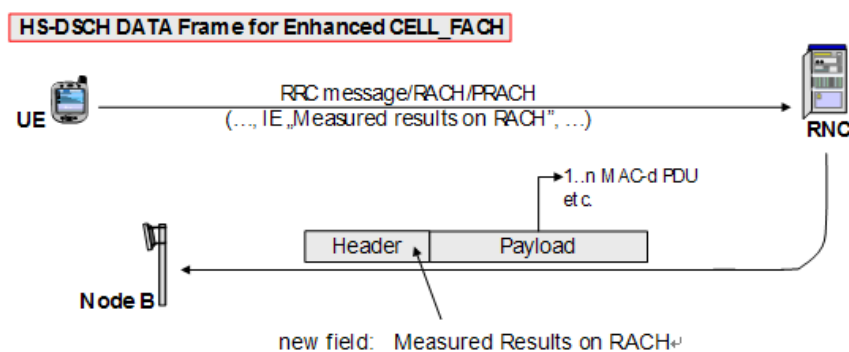 HS-DSCH DATA Frame for Enhanced CELL_FACH
RRC message/RACH/PRACH
UE
(…, IE „Measured results on RACH”, …)
RNC
1..n MAC-d PDU
etc.
Header
Payload
Node B
new field: Measured Results on RACH↵